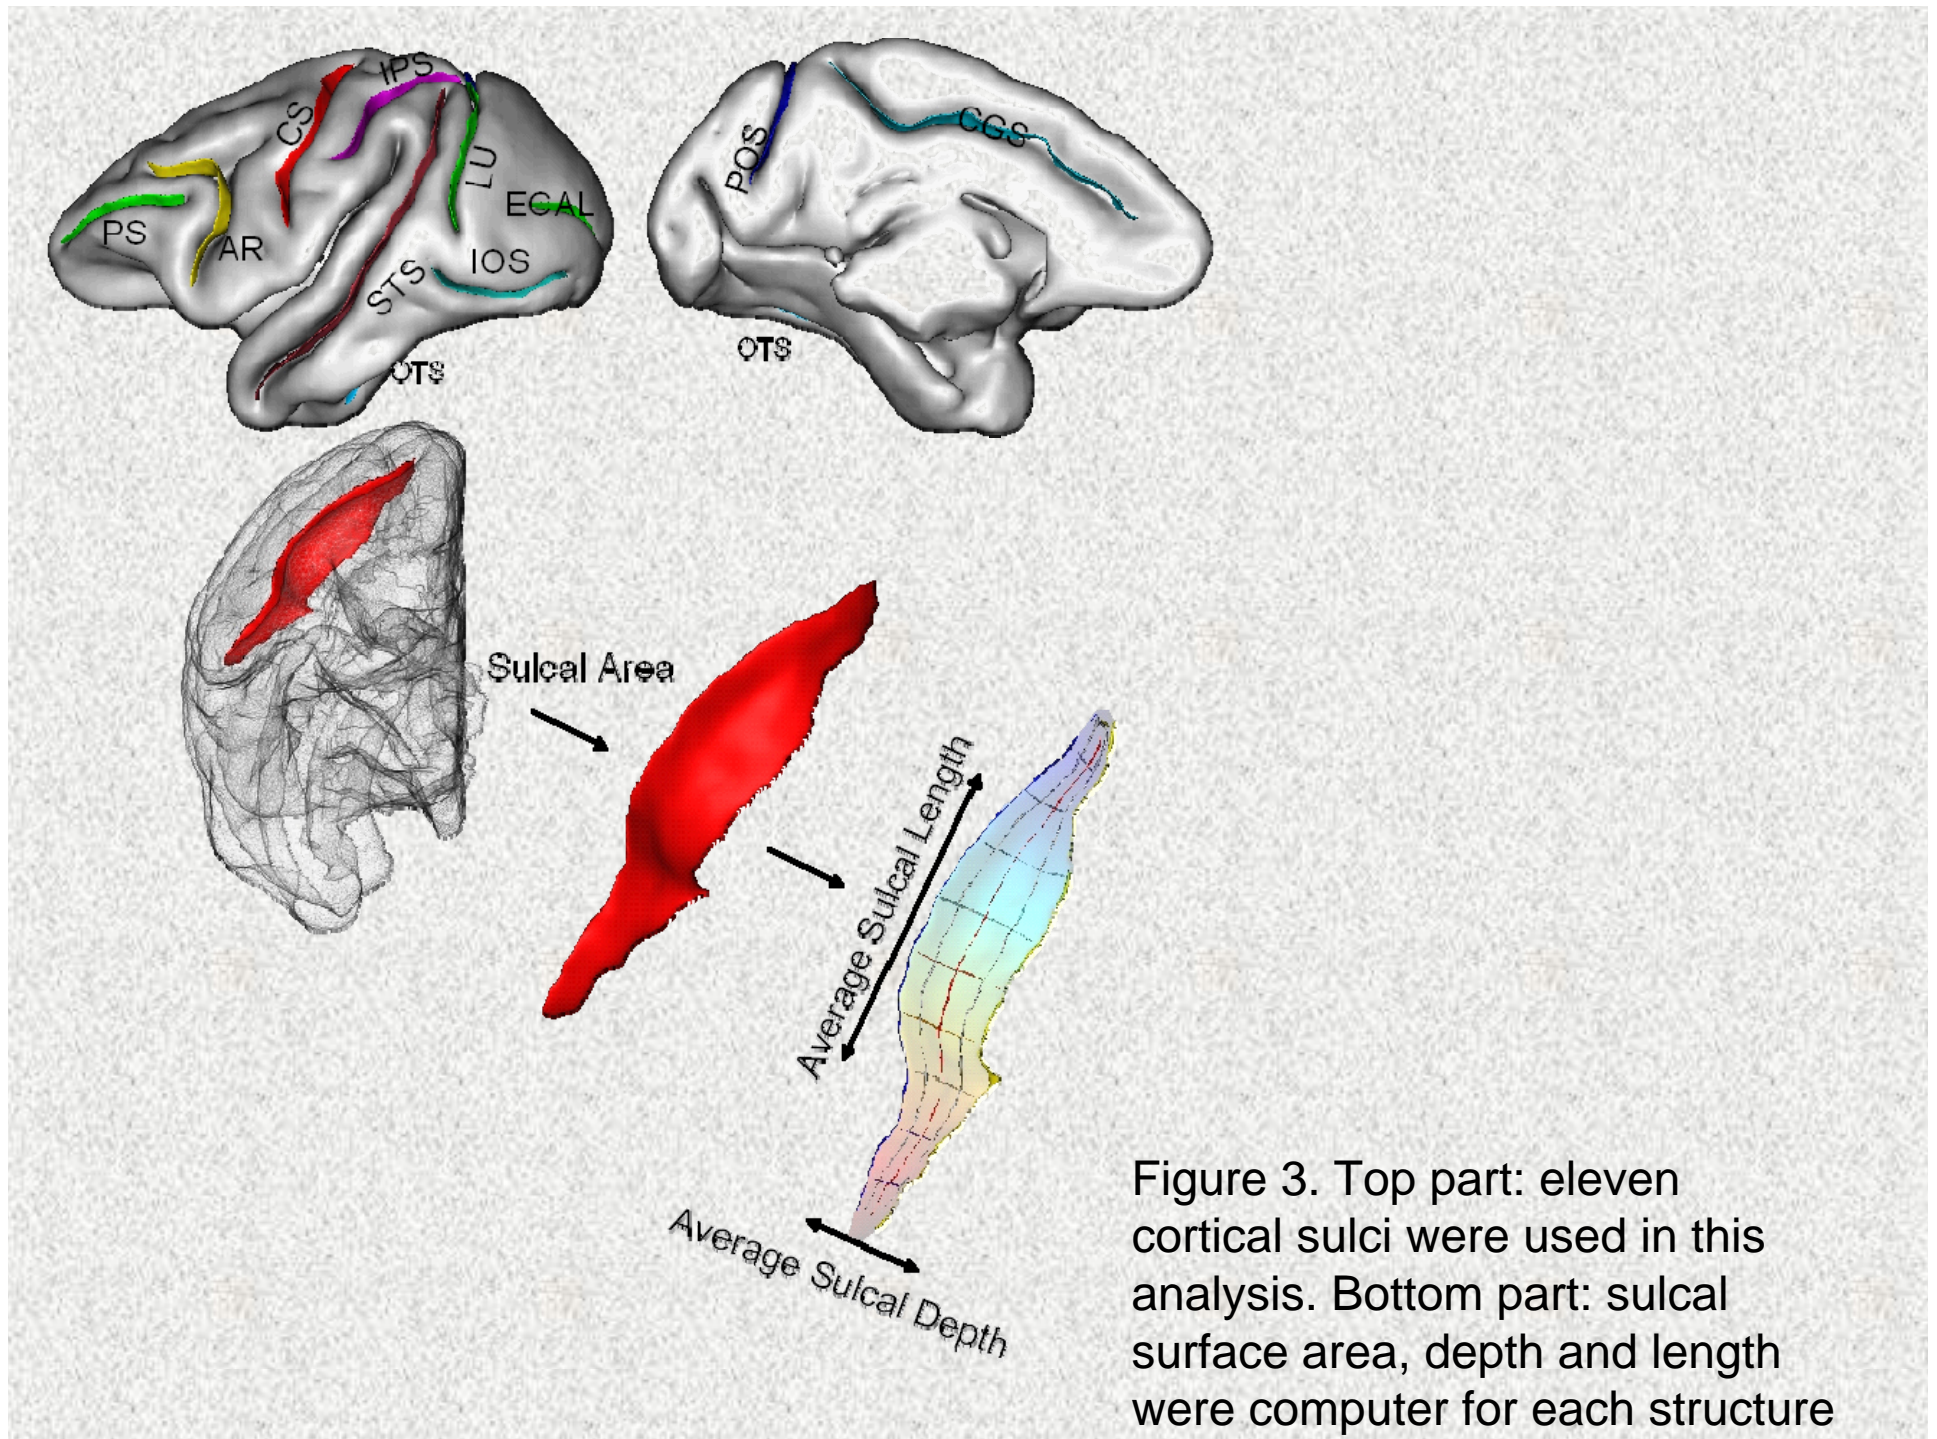 IPS
CS
LU
ECAL
PS
AR
IOS
STS
OTS
POS
CGS
OTS
Sulcal Area
Average Sulcal Length
Average Sulcal Depth
Figure 3. Top part: eleven
cortical sulci were used in this
analysis. Bottom part: sulcal
surface area, depth and length
were computer for each structure